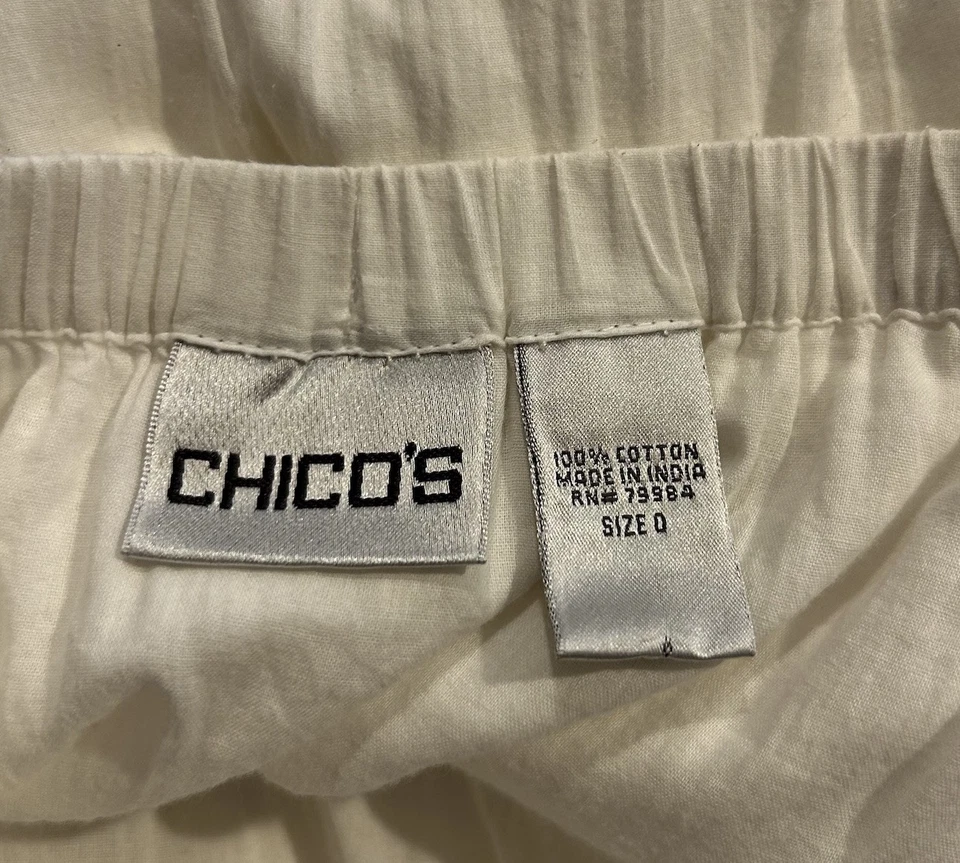 CHICO'S
100% COTTON
MADE IN INDIA
RN# 79984
SIZE 0